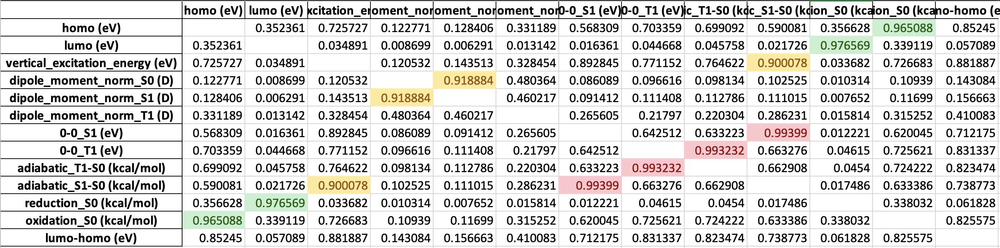 homo (eV) lumo (eV) xcitation_er oment_nor oment_nor oment_nor 0-0_S1 (eV) 0-0_T1 (eV) ic_T1-S0 (kc c_S1-S0 (kc ion_S0 (kca ion_S0 (kca no-homo (e
homo (eV) 0.352361 0.725727 0.122771 0.128406 0.331189 0.568309 0.703359 0.699092 0.590081 0.356628 0.965088 0.85245
lumo (eV) 0.352361 0.034891 0.008699 0.006291 0.013142 0.016361 0.044668 0.045758 0.021726 0.976569 0.339119 0.057089
vertical_excitation_energy (eV) 0.725727 0.034891 0.120532 0.143513 0.328454 0.892845 0.771152 0.764622 0.900078 0.033682 0.726683 0.881887
dipole_moment_norm_S0 (D) 0.122771 0.008699 0.120532 0.918884 0.480364 0.086089 0.096616 0.098134 0.102525 0.010314 0.10939 0.143084
dipole_moment_norm_S1 (D) 0.128406 0.006291 0.143513 0.918884 0.460217 0.091412 0.111408 0.112786 0.111015 0.007652 0.11699 0.156663
dipole_moment_norm_T1 (D) 0.331189 0.013142 0.328454 0.480364 0.460217 0.265605 0.21797 0.220304 0.286231 0.015814 0.315252 0.410083
0-0_S1 (eV) 0.568309 0.016361 0.892845 0.086089 0.091412 0.265605 0.642512 0.633223 0.99399 0.012221 0.620045 0.712175
0-0_T1 (eV) 0.703359 0.044668 0.771152 0.096616 0.111408 0.21797 0.642512 0.993232 0.663276 0.04615 0.725621 0.831337
adiabatic_T1-S0 (kcal/mol) 0.699092 0.045758 0.764622 0.098134 0.112786 0.220304 0.633223 0.993232 0.662908 0.0454 0.724222 0.823474
adiabatic_S1-S0 (kcal/mol) 0.590081 0.021726 0.900078 0.102525 0.111015 0.286231 0.99399 0.663276 0.662908 0.017486 0.633386 0.738773
reduction_S0 (kcal/mol) 0.356628 0.976569 0.033682 0.010314 0.007652 0.015814 0.012221 0.04615 0.0454 0.017486 0.338032 0.061828
oxidation_S0 (kcal/mol) 0.965088 0.339119 0.726683 0.10939 0.11699 0.315252 0.620045 0.725621 0.724222 0.633386 0.338032 0.825575
lumo-homo (eV) 0.85245 0.057089 0.881887 0.143084 0.156663 0.410083 0.712175 0.831337 0.823474 0.738773 0.061828 0.825575